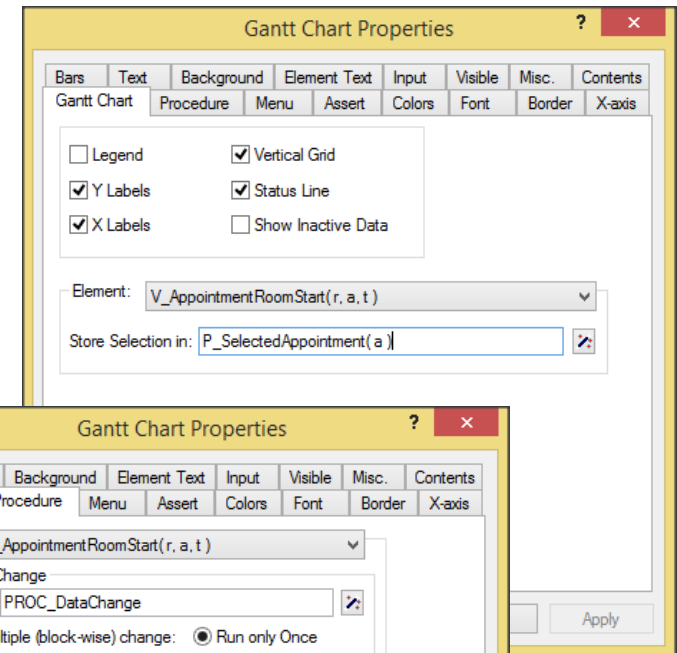 Gantt Chart Properties ? ×
Bars Text Background Element Text Input Visible Misc. Contents
Gantt Chart Procedure Menu Assert Colors Font Border X-axis
Legend Vertical Grid
Y Labels Status Line
X Labels Show Inactive Data
Element: V_AppointmentRoomStart( r, a, t )
Store Selection in: P_SelectedAppointment( a )
Gantt Chart Properties ? ×
Background Element Text Input Visible Misc. Contents
Procedure Menu Assert Colors Font Border X-axis
_AppointmentRoomStart( r, a, t )
Change
PROC_DataChange
ltiple (block-wise) change: Run only Once
Apply